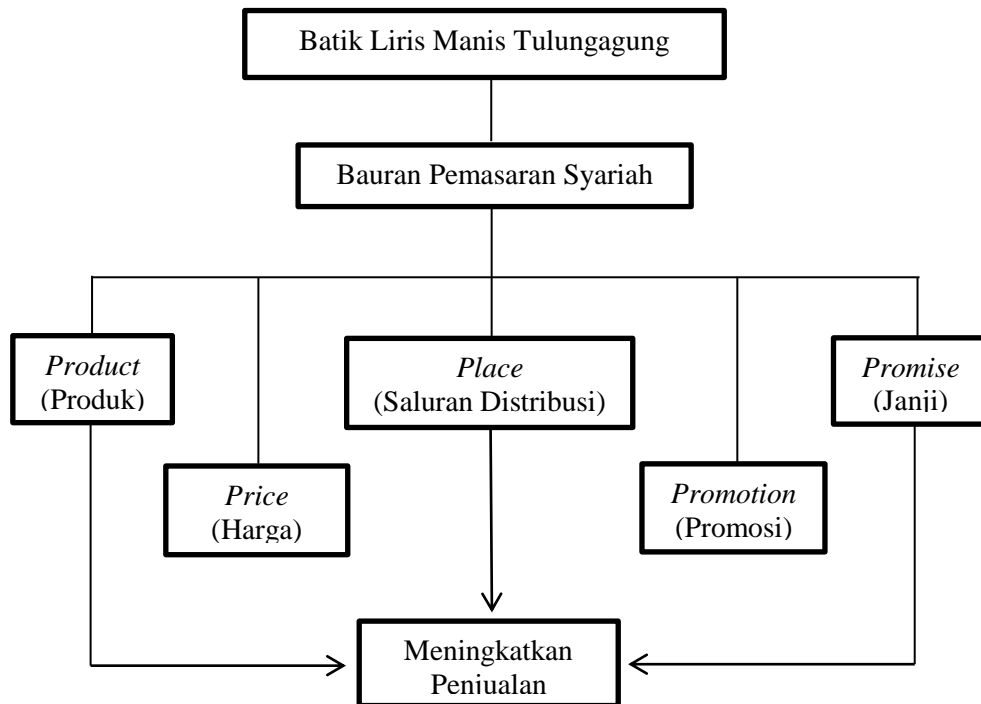 Batik Liris Manis Tulungagung
Bauran Pemasaran Syariah
Product
(Produk)
Place
(Saluran Distribusi)
Promise
(Janji)
Price
(Harga)
Promotion
(Promosi)
Meningkatkan
Penjualan